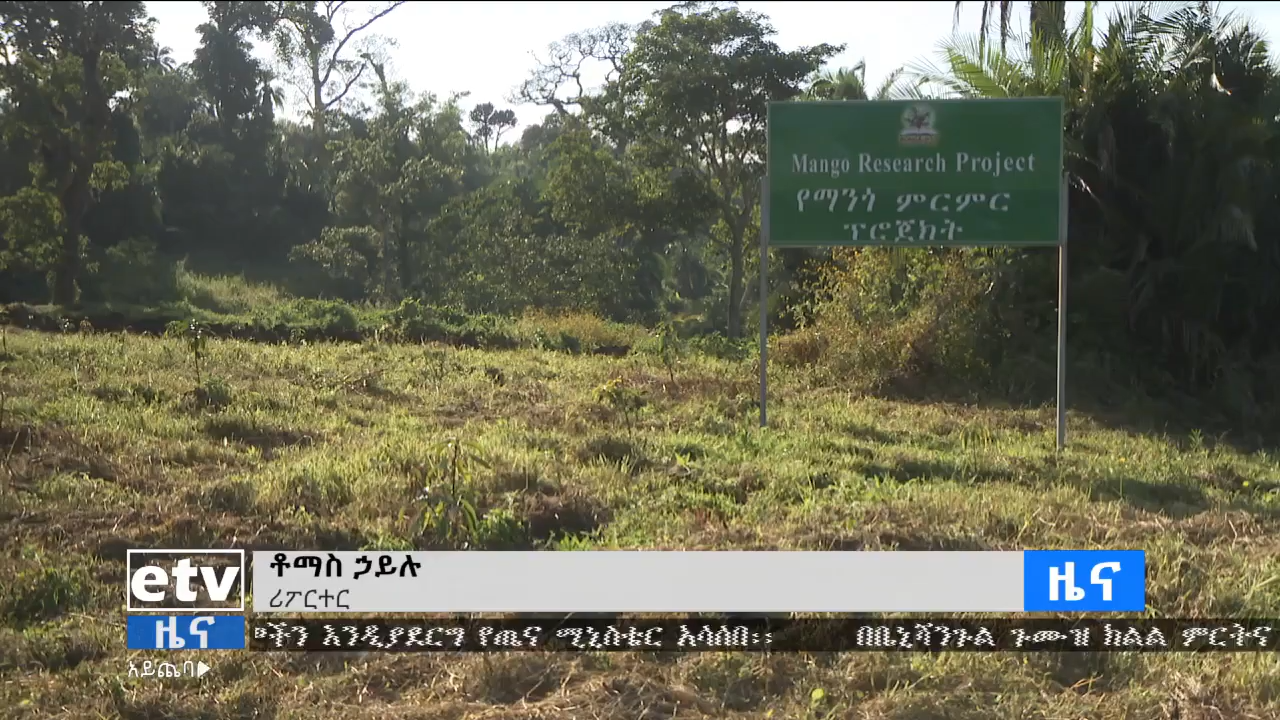 Mango Research Project
የማንጎ ምርምር
ፕሮጀክት
etv
ቶማስ ኃይሉ
ሪፖርተር
ዜና
ዜና
እንዲያደርግ የጤና ሚኒስቴር አሳሰበ፡፡ በቤኒሻንጉል ጉሙዝ ክልል ምርትና
አይጨባ